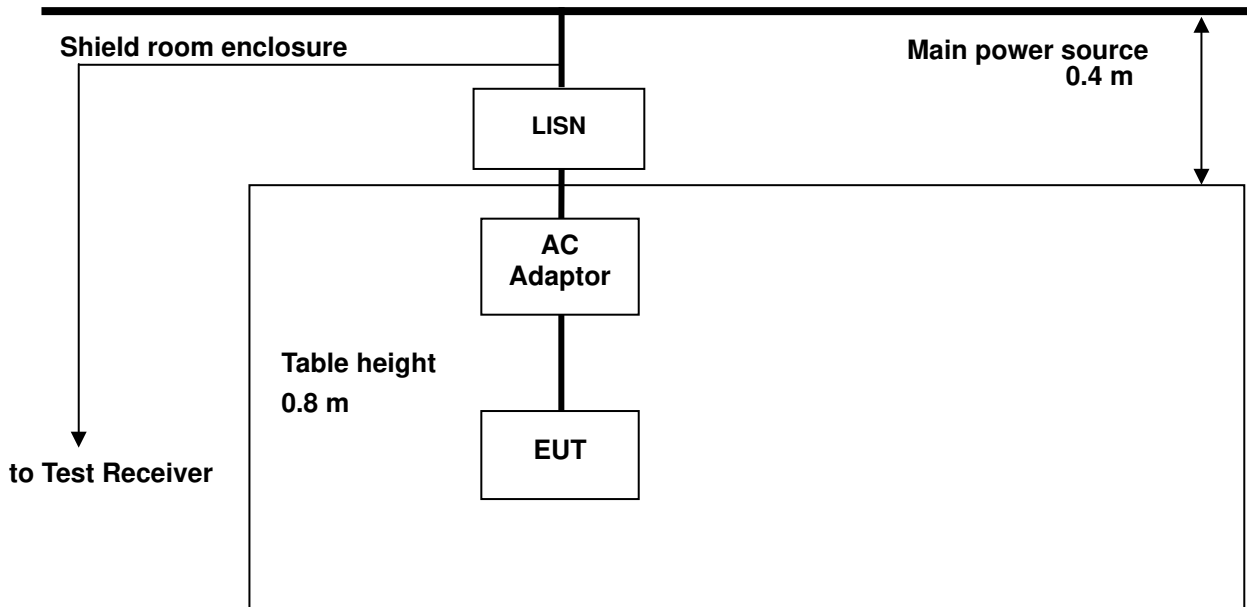 Shield room enclosure
Main power source
0.4 m
LISN
AC
Adaptor
Table height
0.8 m
EUT
to Test Receiver